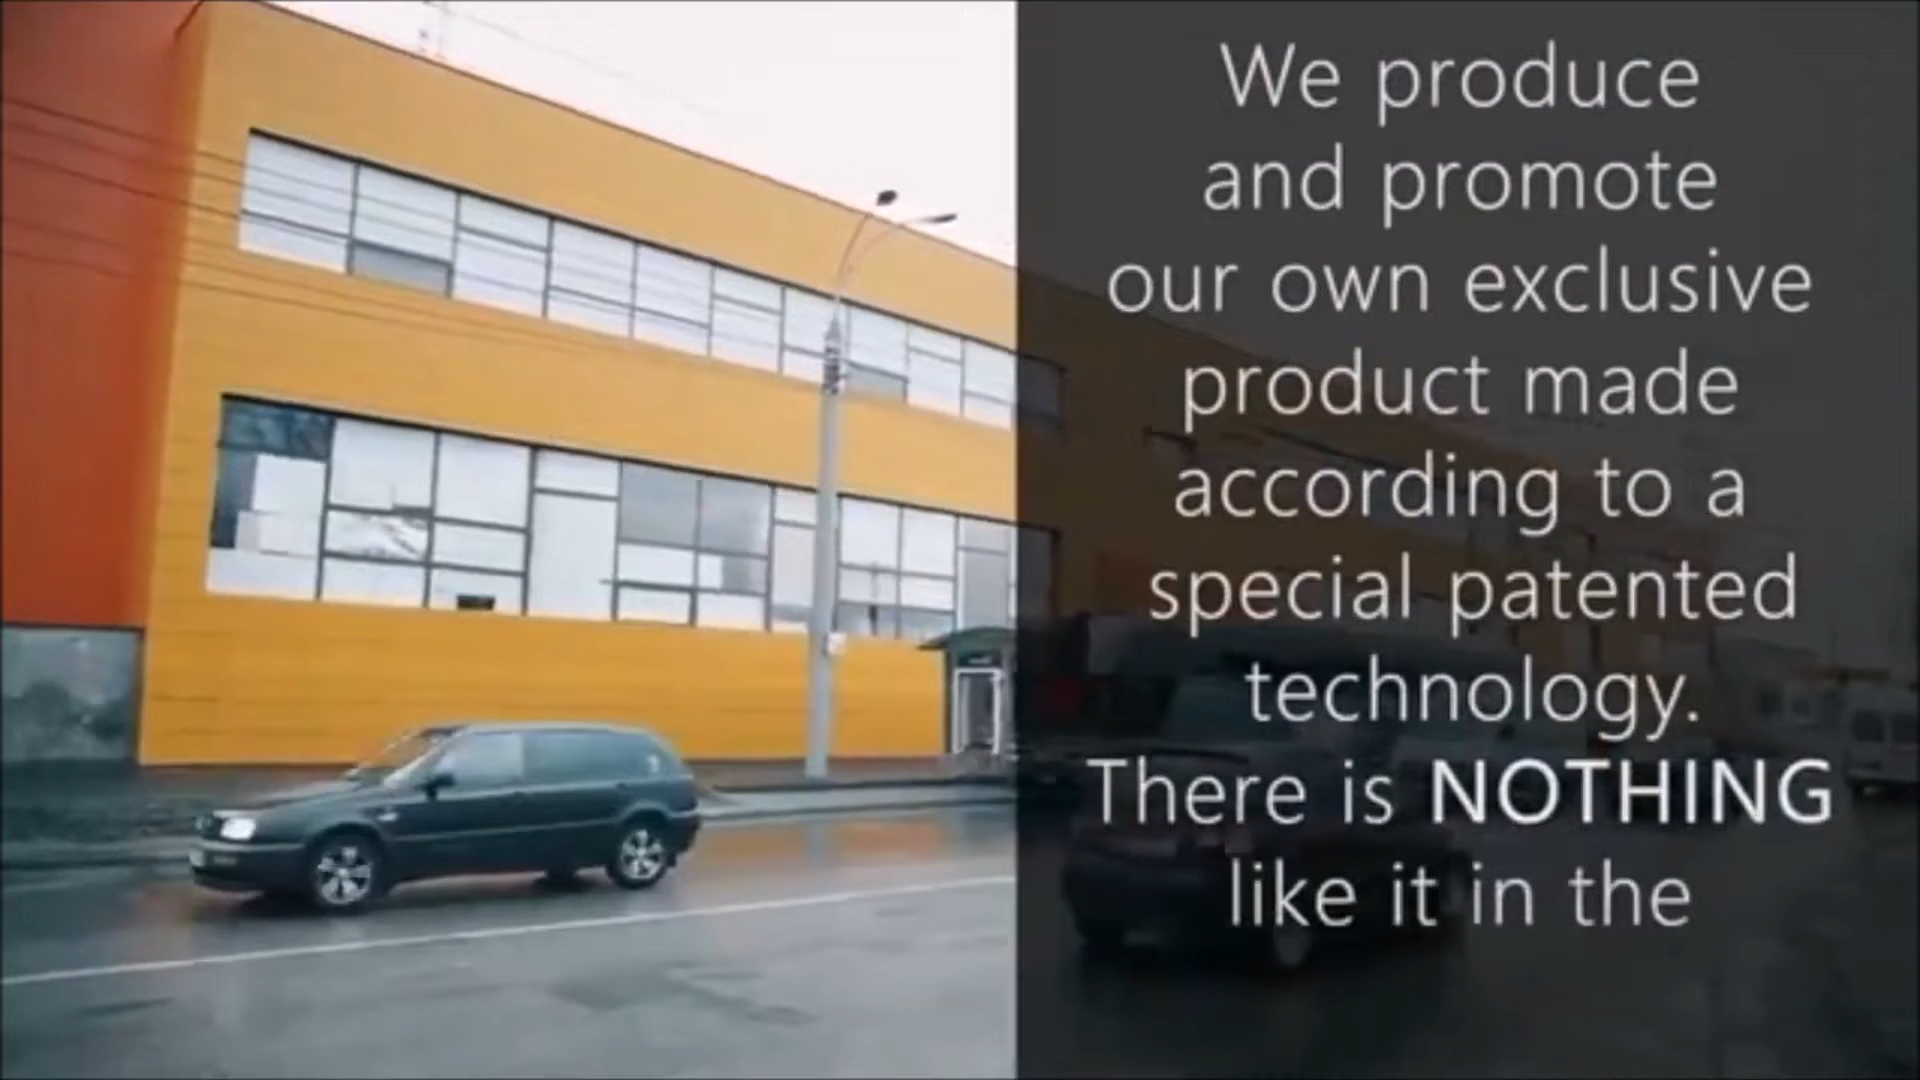 We produce
and promote
our own exclusive
product made
according to a
special patented
technology.
There is NOTHING
like it in the